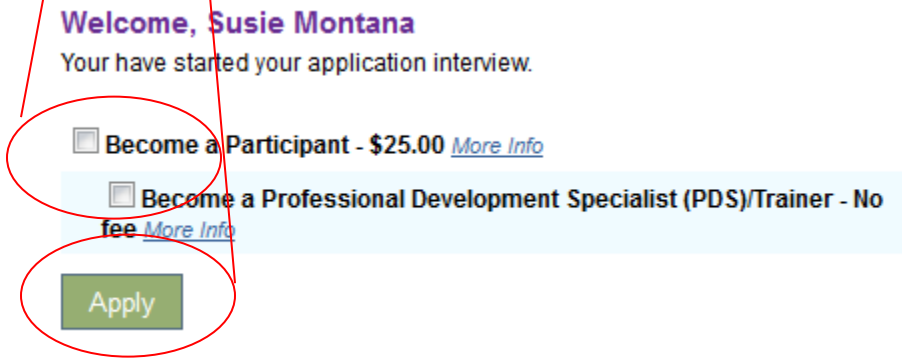 Welcome, Susie Montana
Your have started your application interview.
Become a Participant - $25.00 More Info
Become a Professional Development Specialist (PDS)/Trainer - No
fee More Info
Apply